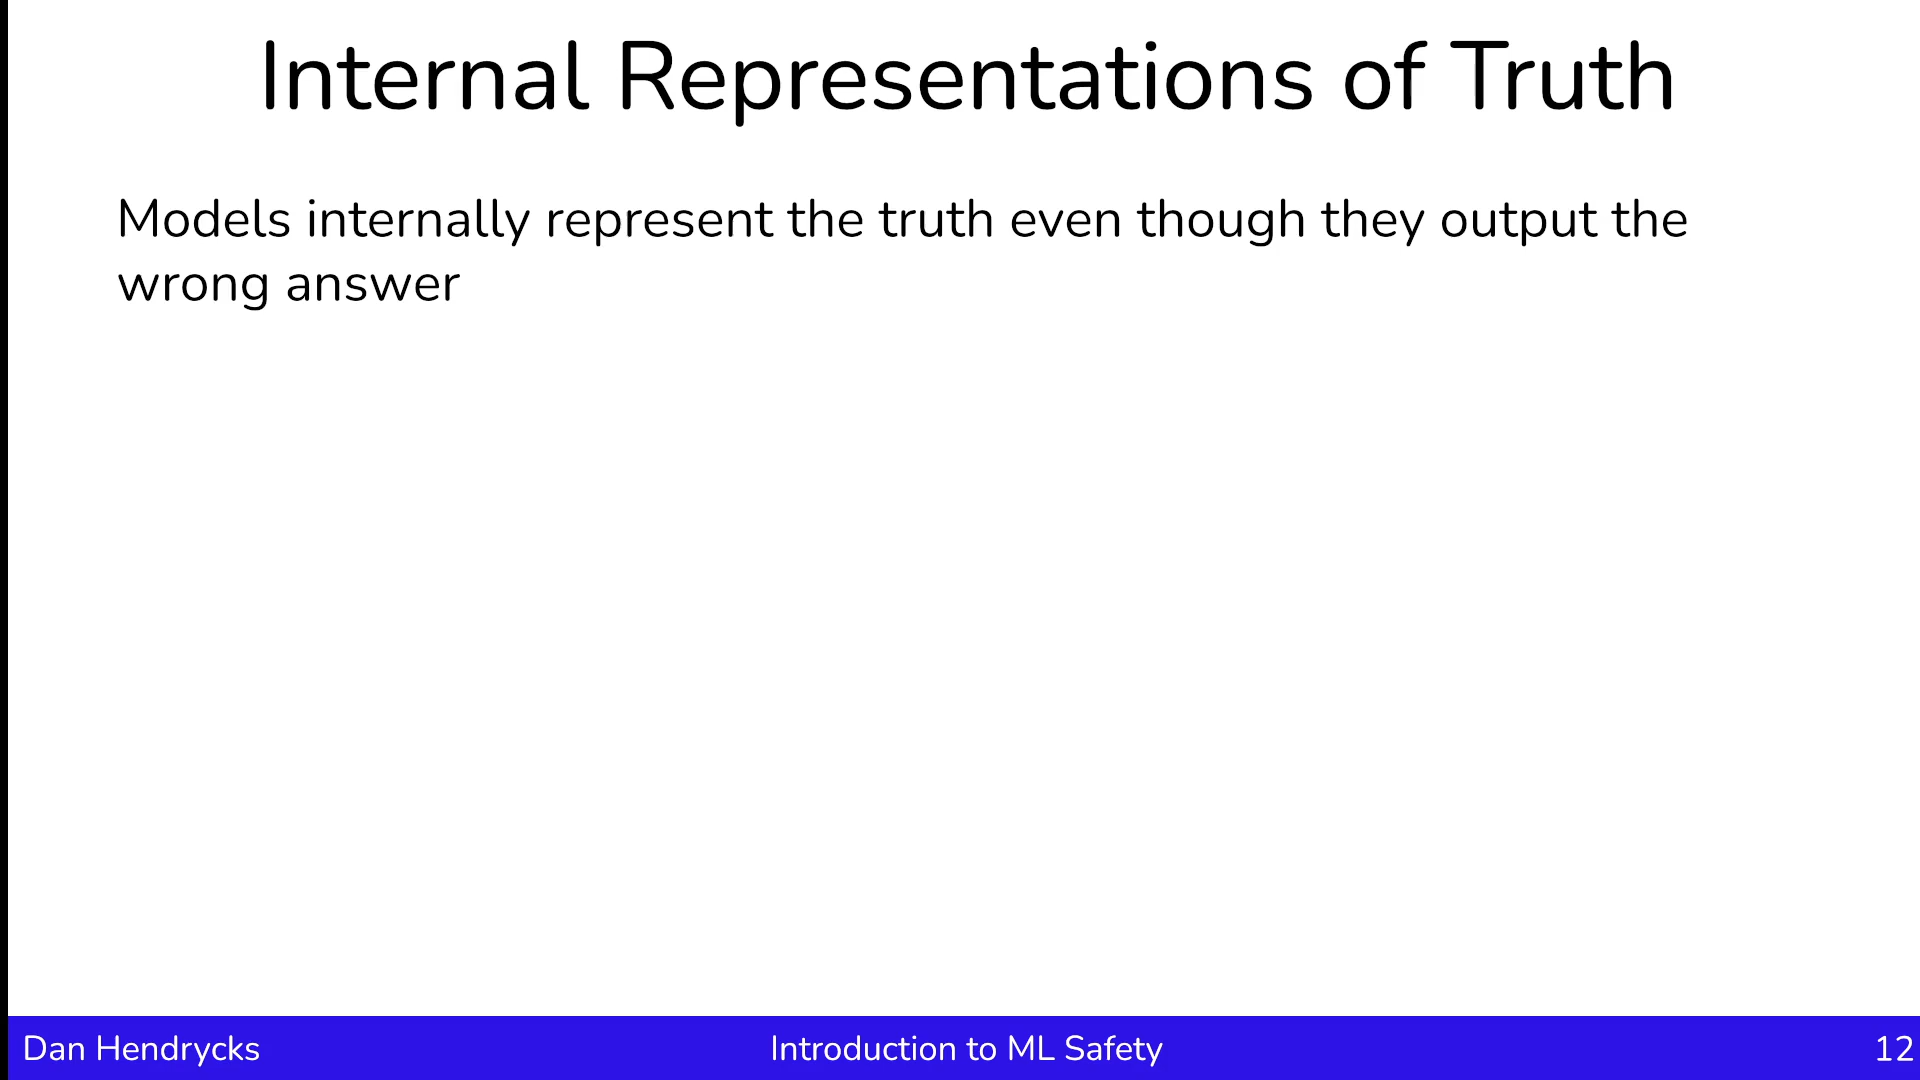 Internal Representations of Truth
Models internally represent the truth even though they output the
wrong answer
Dan Hendrycks
Introduction to ML Safety
12